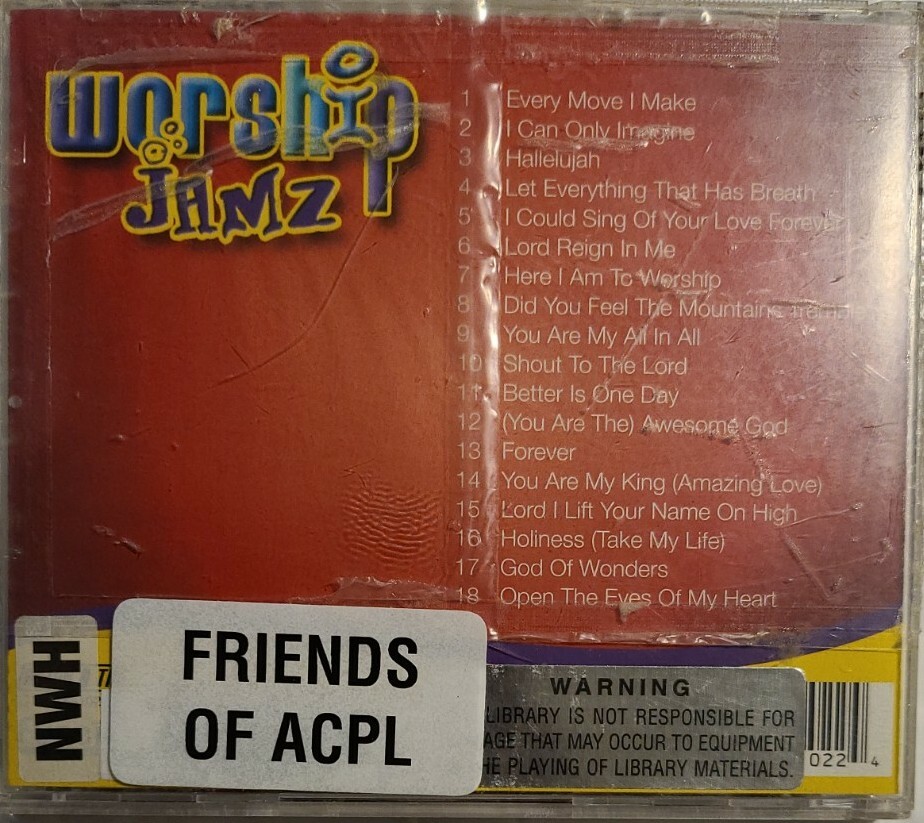 worship
JAMZ
1 Every Move I Make
2 I Can Only Imagine
3 Hallelujah
4 Let Everything That Has Breath
5 I Could Sing Of Your Love Forever
6 Lord Reign In Me
7 Here I Am To Worship
8 Did You Feel The Mountains Tremble
9 You Are My All In All
10 Shout To The Lord
11 Better Is One Day
12 (You Are The) Awesome God
13 Forever
14 You Are My King (Amazing Love)
15 Lord I Lift Your Name On High
16 Holiness (Take My Life)
17 God Of Wonders
18 Open The Eyes Of My Heart
NWH
FRIENDS
OF ACPL
WARNING
LIBRARY IS NOT RESPONSIBLE FOR
AGE THAT MAY OCCUR TO EQUIPMENT
HE PLAYING OF LIBRARY MATERIALS.
022 4